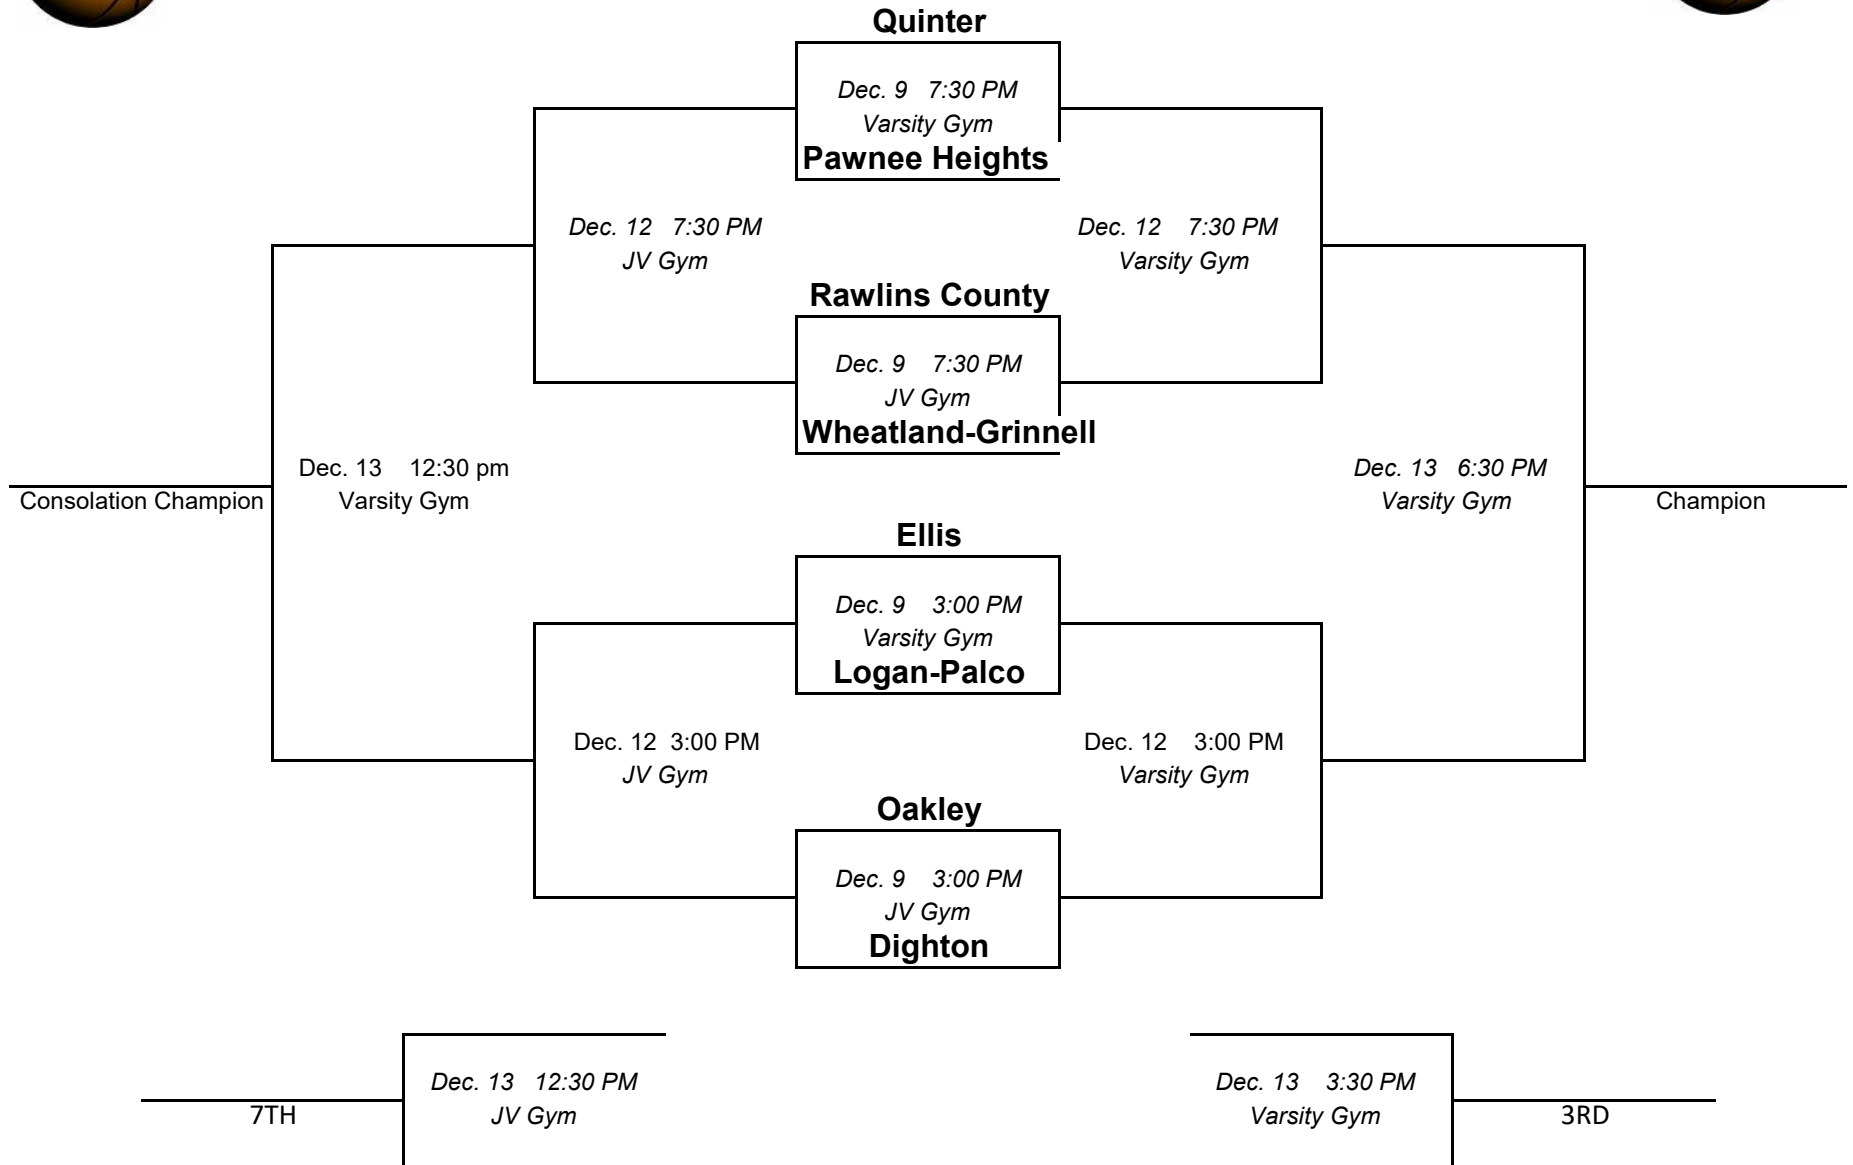 Quinter
Dec. 9 7:30 PM
Varsity Gym
Pawnee Heights
Dec. 12 7:30 PM
JV Gym
Dec. 12 7:30 PM
Varsity Gym
Rawlins County
Dec. 9 7:30 PM
JV Gym
Wheatland-Grinnell
Dec. 13 12:30 pm
Varsity Gym
Consolation Champion
Dec. 13 6:30 PM
Varsity Gym
Champion
Ellis
Dec. 9 3:00 PM
Varsity Gym
Logan-Palco
Dec. 12 3:00 PM
JV Gym
Dec. 12 3:00 PM
Varsity Gym
Oakley
Dec. 9 3:00 PM
JV Gym
Dighton
Dec. 13 12:30 PM
JV Gym
7TH
Dec. 13 3:30 PM
Varsity Gym
3RD